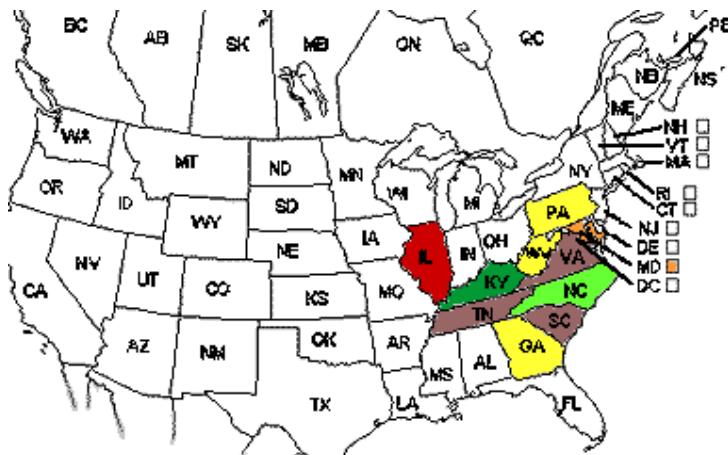 BC
AB
SK
MB
ON
QC
PE
NB
NS
ME
WA
MT
ND
MN
NH
VT
MA
OR
ID
WY
SD
WI
MI
NY
RI
CT
IA
NE
PA
NJ
DE
MD
DC
NV
UT
CO
KS
MO
IL
IN
OH
WV
VA
KY
CA
AZ
NM
OK
AR
TN
NC
SC
TX
LA
MS
AL
GA
FL